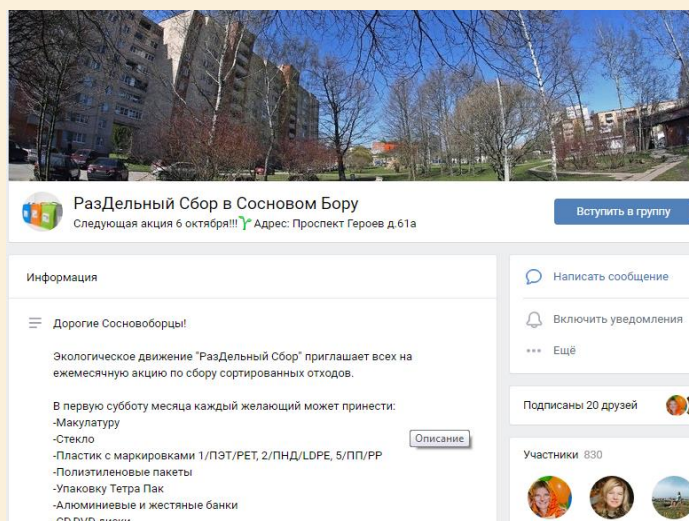 РазДельный Сбор в Сосновом Бору
Следующая акция 6 октября!!! Адрес: Проспект Героев д.61а
Вступить в группу
Информация
Дорогие Сосновоборцы!
Экологическое движение "РазДельный Сбор" приглашает всех на
ежемесячную акцию по сбору сортированных отходов.
В первую субботу месяца каждый желающий может принести:
-Макулатуру
-Стекло
-Пластик с маркировками 1/ПЭТ/PET, 2/ПНД/LDPE, 5/ПП/PP
-Полиэтиленовые пакеты
-Упаковку Тетра Пак
-Алюминиевые и жестяные банки
-CD,DVD-диски
Описание
Написать сообщение
Включить уведомления
Ещё
Подписаны 20 друзей
Участники 830